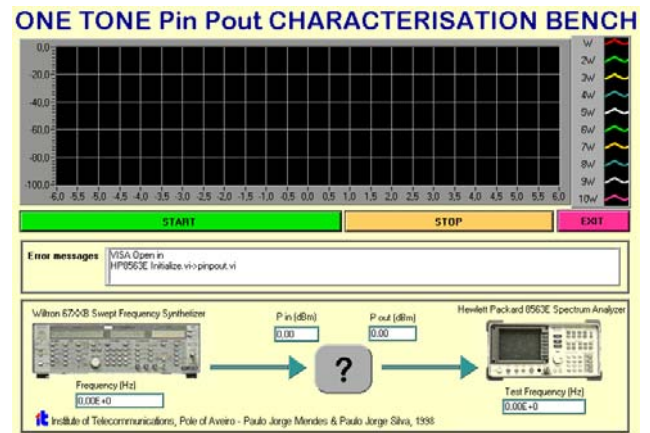 ONE TONE Pin Pout CHARACTERISATION BENCH
0,0
-20,0
-40,0
-60,0
-80,0
-100,0
-6,0 -5,5 -5,0 -4,5 -4,0 -3,5 -3,0 -2,5 -2,0 -1,5 -1,0 -0,5 0,0 0,5 1,0 1,5 2,0 2,5 3,0 3,5 4,0 4,5 5,0 5,5 6,0
W
2W
3W
4W
5W
6W
7W
8W
9W
10W
START STOP EXIT
Error messages
VISA Open in
HP8563E Initialize.vi->pinpout.vi
Wiltron 67XXB Swept Frequency Synthetizer
P in (dBm)
0,00
P out (dBm)
0,00
Hewlett Packard 8563E Spectrum Analyzer
?
Frequency (Hz)
0,00E+0
Test Frequency (Hz)
0,00E+0
it Institute of Telecommunications, Pole of Aveiro - Paulo Jorge Mendes & Paulo Jorge Silva, 1998